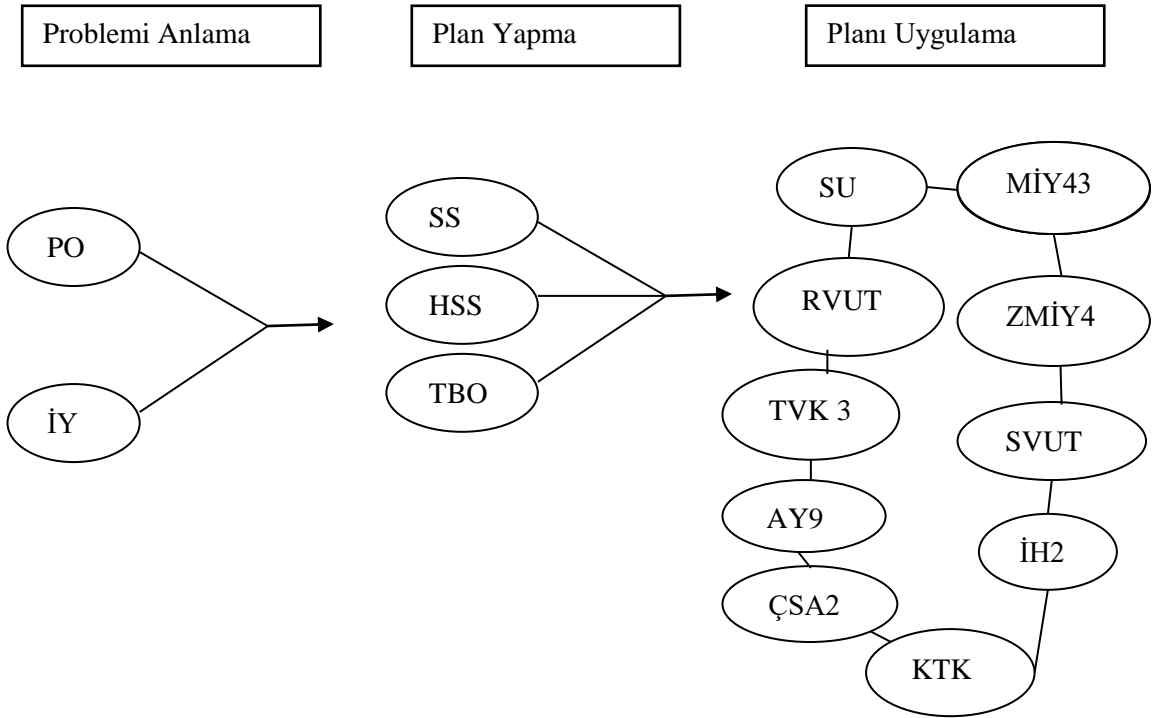 Problemi Anlama
Plan Yapma
Planı Uygulama
PO
İY
SS
HSS
TBO
SU
MİY43
RVUT
ZMİY4
TVK 3
SVUT
AY9
İH2
ÇSA2
KTK